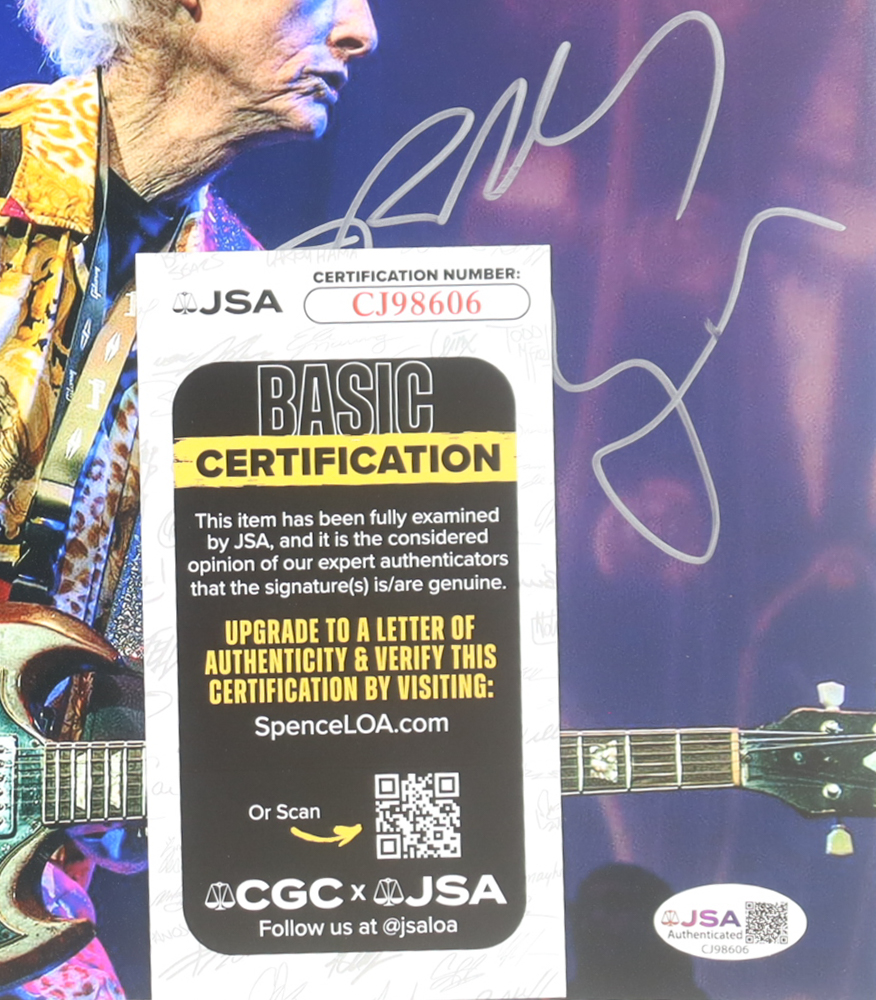 JSA
CERTIFICATION NUMBER:
CJ98606
BASIC
CERTIFICATION
This item has been fully examined
by JSA, and it is the considered
opinion of our expert authenticators
that the signature(s) is/are genuine.
UPGRADE TO A LETTER OF
AUTHENTICITY & VERIFY THIS
CERTIFICATION BY VISITING:
SpenceLOA.com
Or Scan
CGC x JSA
Follow us at @jsaloa
JSA
Authenticated
CJ98606